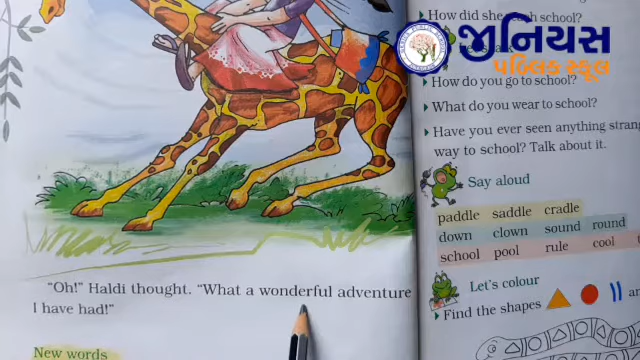 "Oh!" Haldi thought. "What a wonderful adventure
I have had!"
New words
How did she reach school?
જીનિયસ
પબ્લિક સ્કૂલ
How do you go to school?
What do you wear to school?
Have you ever seen anything
way to school? Talk about it.
Say aloud
paddle saddle cradle
down clown sound round
school pool rule cool
Let's colour
Find the shapes